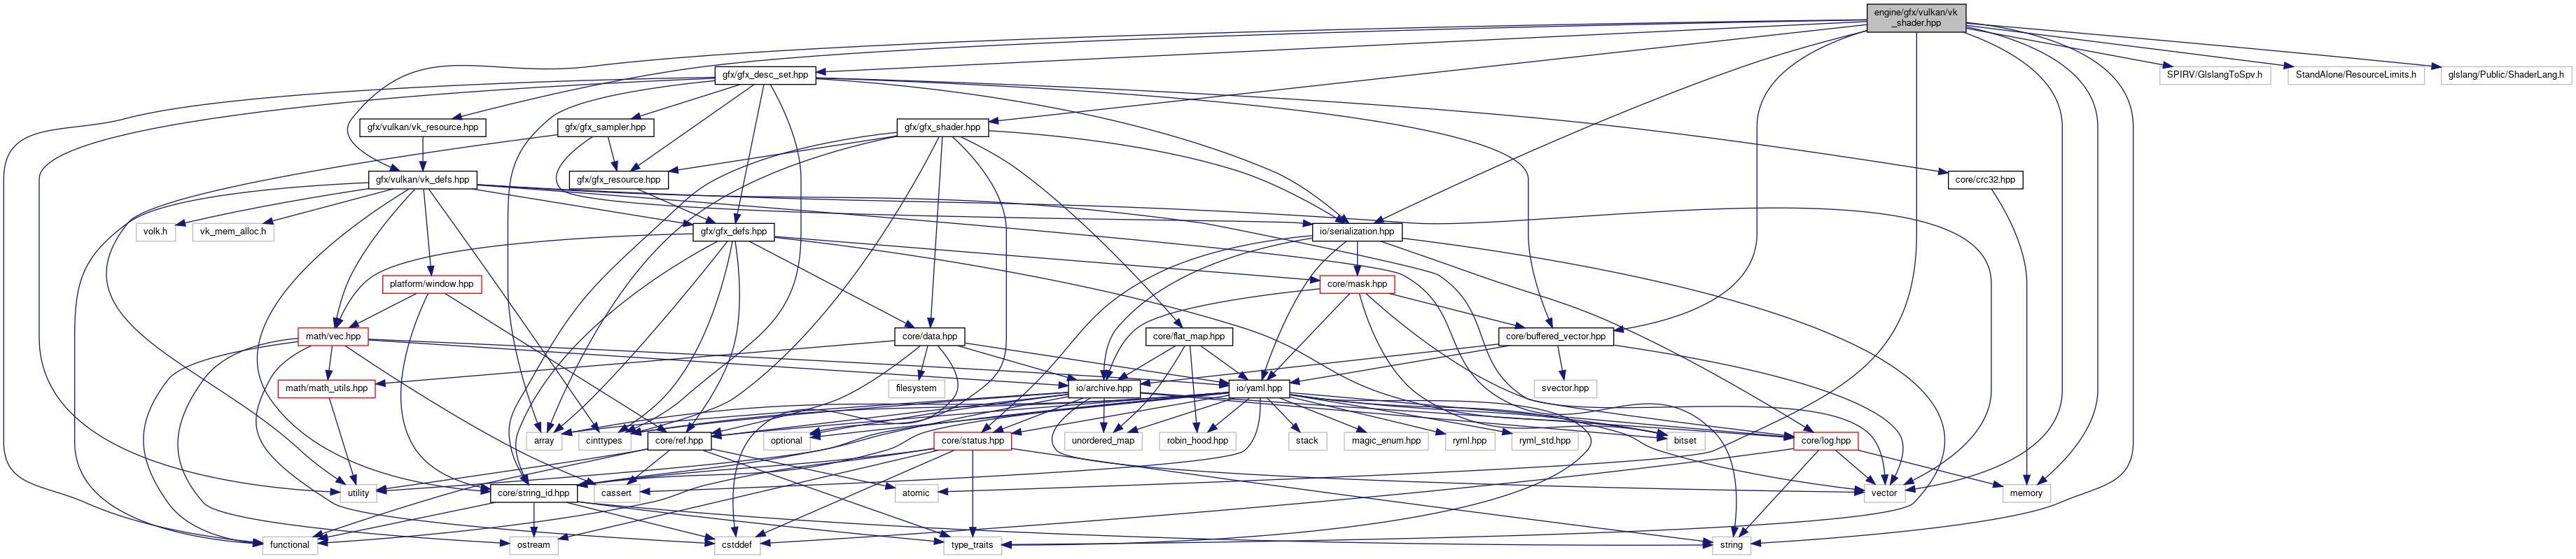 engine/gfx/vulkan/vk
_shader.hpp
gfx/gfx_desc_set.hpp
SPIRV/GlslangToSpv.h
StandAlone/ResourceLimits.h
glslang/Public/ShaderLang.h
gfx/vulkan/vk_resource.hpp
gfx/gfx_sampler.hpp
gfx/gfx_shader.hpp
gfx/vulkan/vk_defs.hpp
gfx/gfx_resource.hpp
core/crc32.hpp
volk.h
vk_mem_alloc.h
gfx/gfx_defs.hpp
io/serialization.hpp
platform/window.hpp
core/mask.hpp
math/vec.hpp
core/data.hpp
core/flat_map.hpp
core/buffered_vector.hpp
math/math_utils.hpp
filesystem
io/archive.hpp
io/yaml.hpp
svector.hpp
array
cinttypes
core/ref.hpp
optional
core/status.hpp
unordered_map
robin_hood.hpp
stack
magic_enum.hpp
ryml.hpp
ryml_std.hpp
bitset
core/log.hpp
utility
core/string_id.hpp
cassert
atomic
vector
memory
functional
ostream
cstddef
type_traits
string